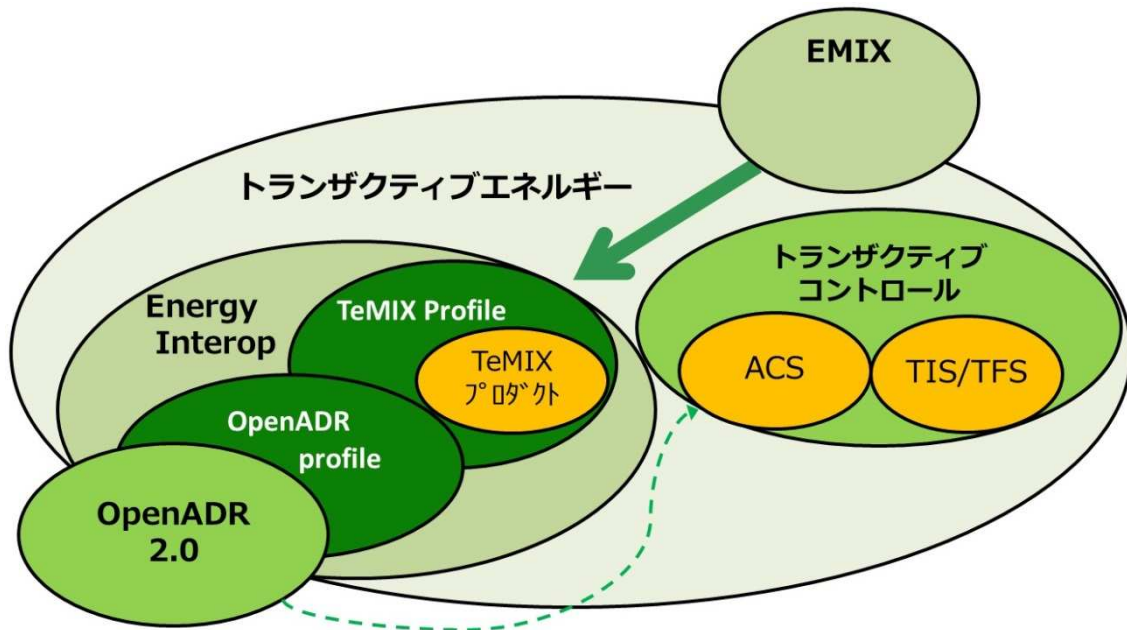 EMIX
トランザクティブエネルギー
トランザクティブ
コントロール
Energy
Interop
TeMIX Profile
TeMIX
ﾌﾟﾛﾀﾞｸﾄ
ACS
TIS/TFS
OpenADR
profile
OpenADR
2.0